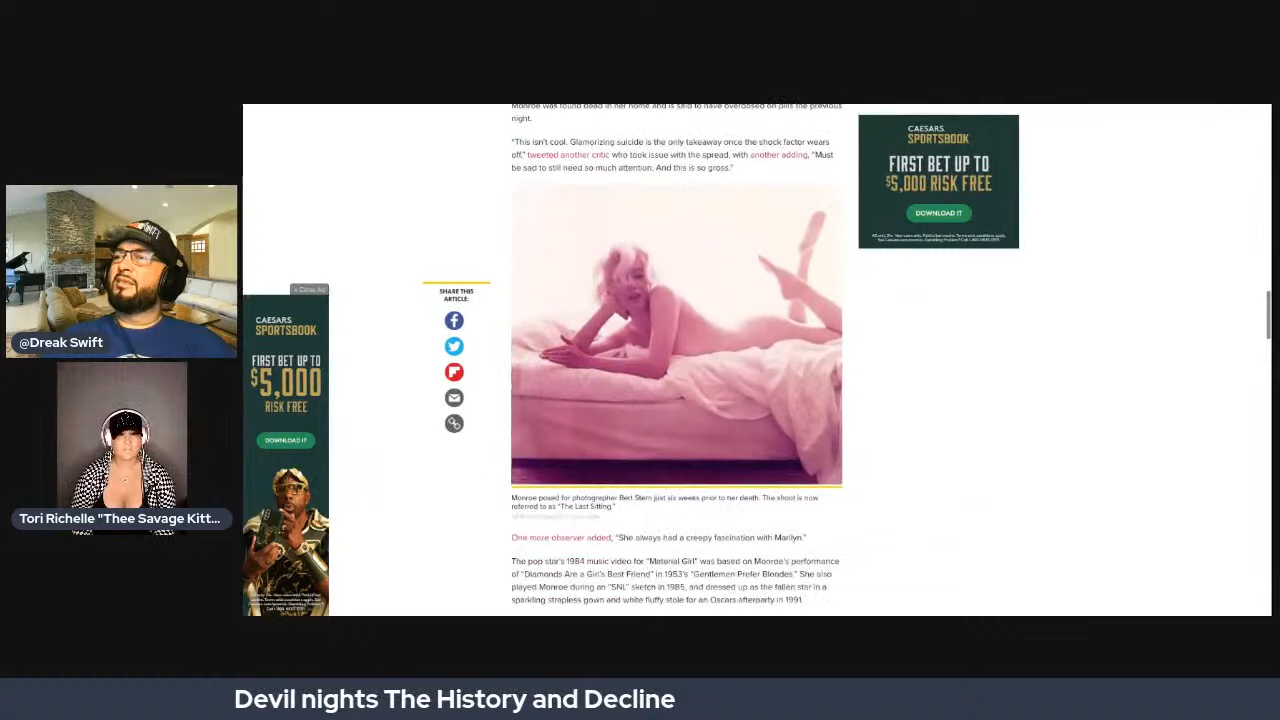 Monroe was found dead in her home and is said to have overdosed on pills the previous
night.
"This isn't cool. Glamorizing suicide is the only takeaway once the shock factor wears
off," tweeted another critic who took issue with the spread, with another adding, "Must
be sad to still need so much attention. And this is so gross."
CAESARS
SPORTSBOOK
FIRST BET UP TO
$5,000 RISK FREE
DOWNLOAD IT
SHARE THIS
ARTICLE:
× Close Ad
CAESARS
SPORTSBOOK
FIRST BET UP TO
$5,000
RISK FREE
DOWNLOAD IT
@Dreak Swift
Tori Richelle "Thee Savage Kitt...
Monroe posed for photographer Bert Stern just six weeks prior to her death. The shoot is now
referred to as "The Last Sitting."
One more observer added, "She always had a creepy fascination with Marilyn."
The pop star's 1984 music video for "Material Girl" was based on Monroe's performance
of "Diamonds Are a Girl's Best Friend" in 1953's "Gentlemen Prefer Blondes." She also
played Monroe during an "SNL" sketch in 1985, and dressed up as the fallen star in a
sparkling strapless gown and white fluffy stole for an Oscars afterparty in 1991.
Devil nights The History and Decline